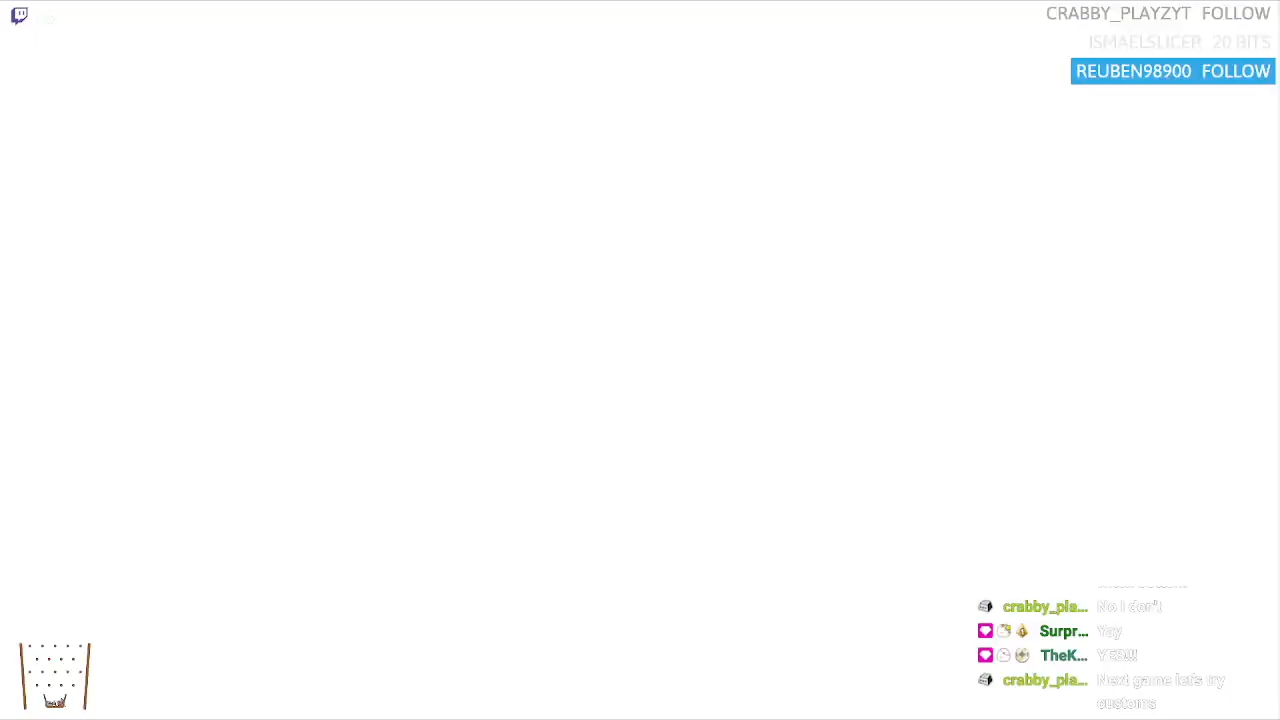 CRABBY_PLAYZYT FOLLOW
ISMAELSLICER 20 BITS
REUBEN98900 FOLLOW
crabby_pla... No I don't
Surpr... Yay
TheK... YES!!!
crabby_pla... Next game let's try
customs